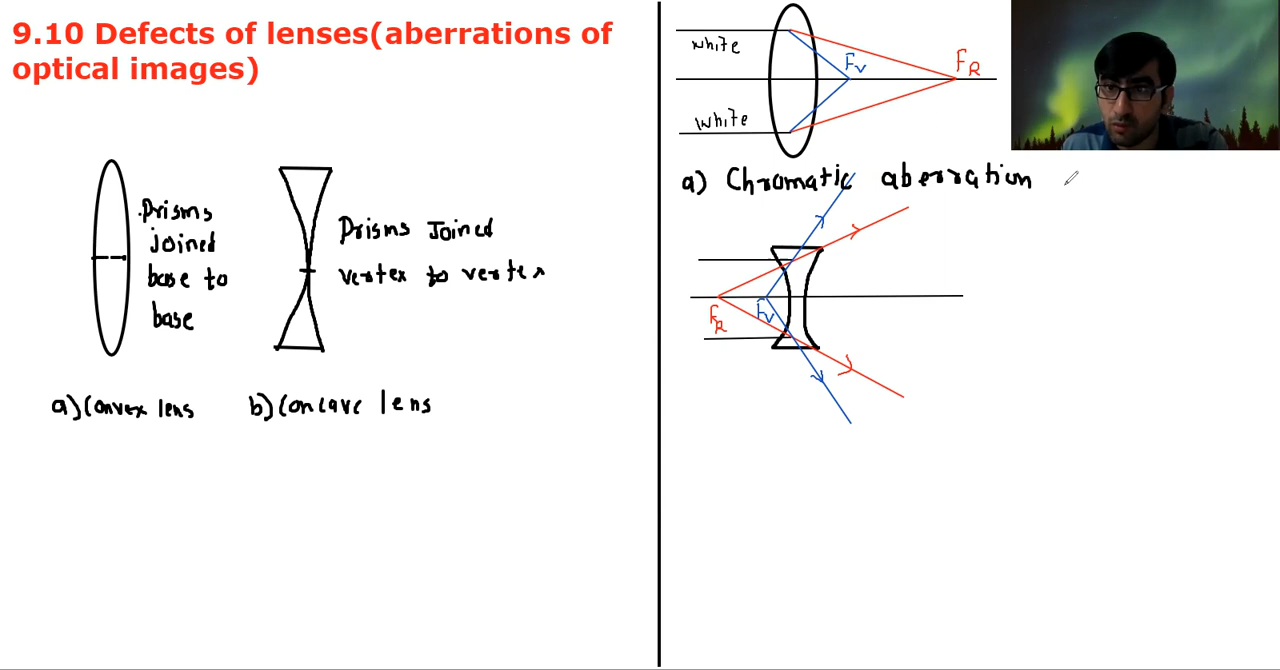 9.10 Defects of lenses(aberrations of
optical images)
Prisms
joined
base to
base
Prisms Joined
vertex to vertex
a) Convex lens
b) Concave lens
white
white
FV
FR
a) Chromatic aberration
FR
FV